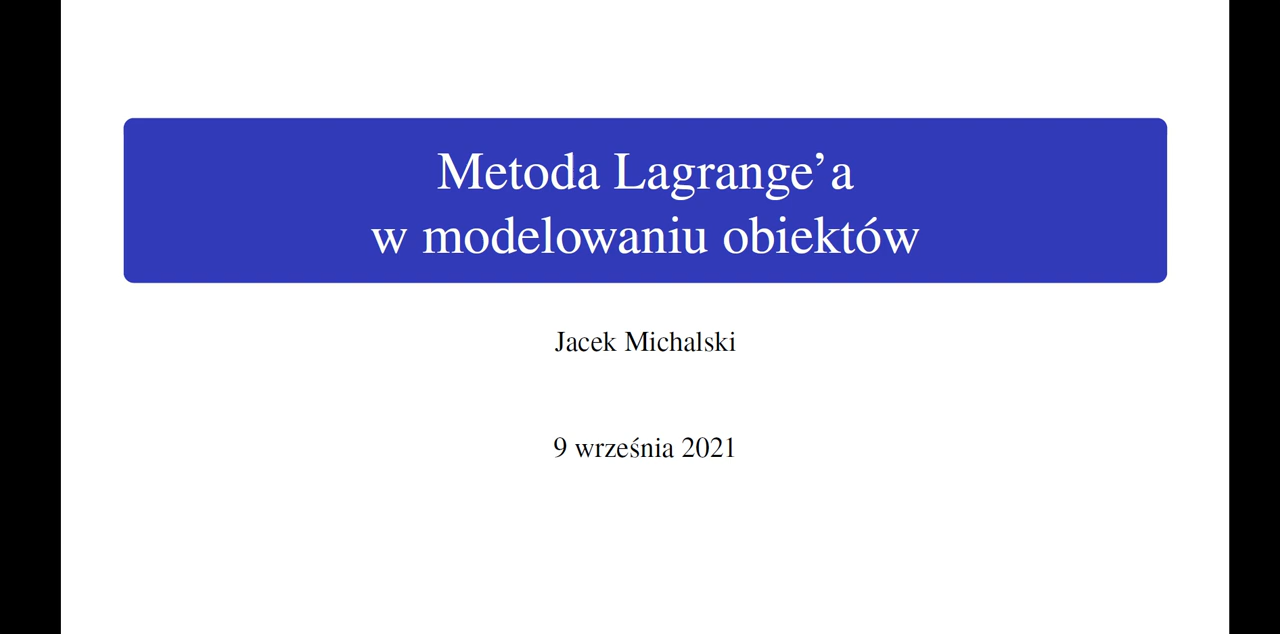 Metoda Lagrange’a
w modelowaniu obiektów
Jacek Michalski
9 września 2021